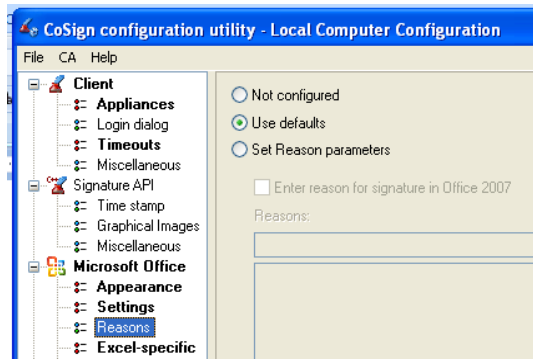 CoSign configuration utility - Local Computer Configuration
File CA Help
Client
Appliances
Login dialog
Timeouts
Miscellaneous
Signature API
Time stamp
Graphical Images
Miscellaneous
Microsoft Office
Appearance
Settings
Reasons
Excel-specific
Not configured
Use defaults
Set Reason parameters
Enter reason for signature in Office 2007
Reasons: